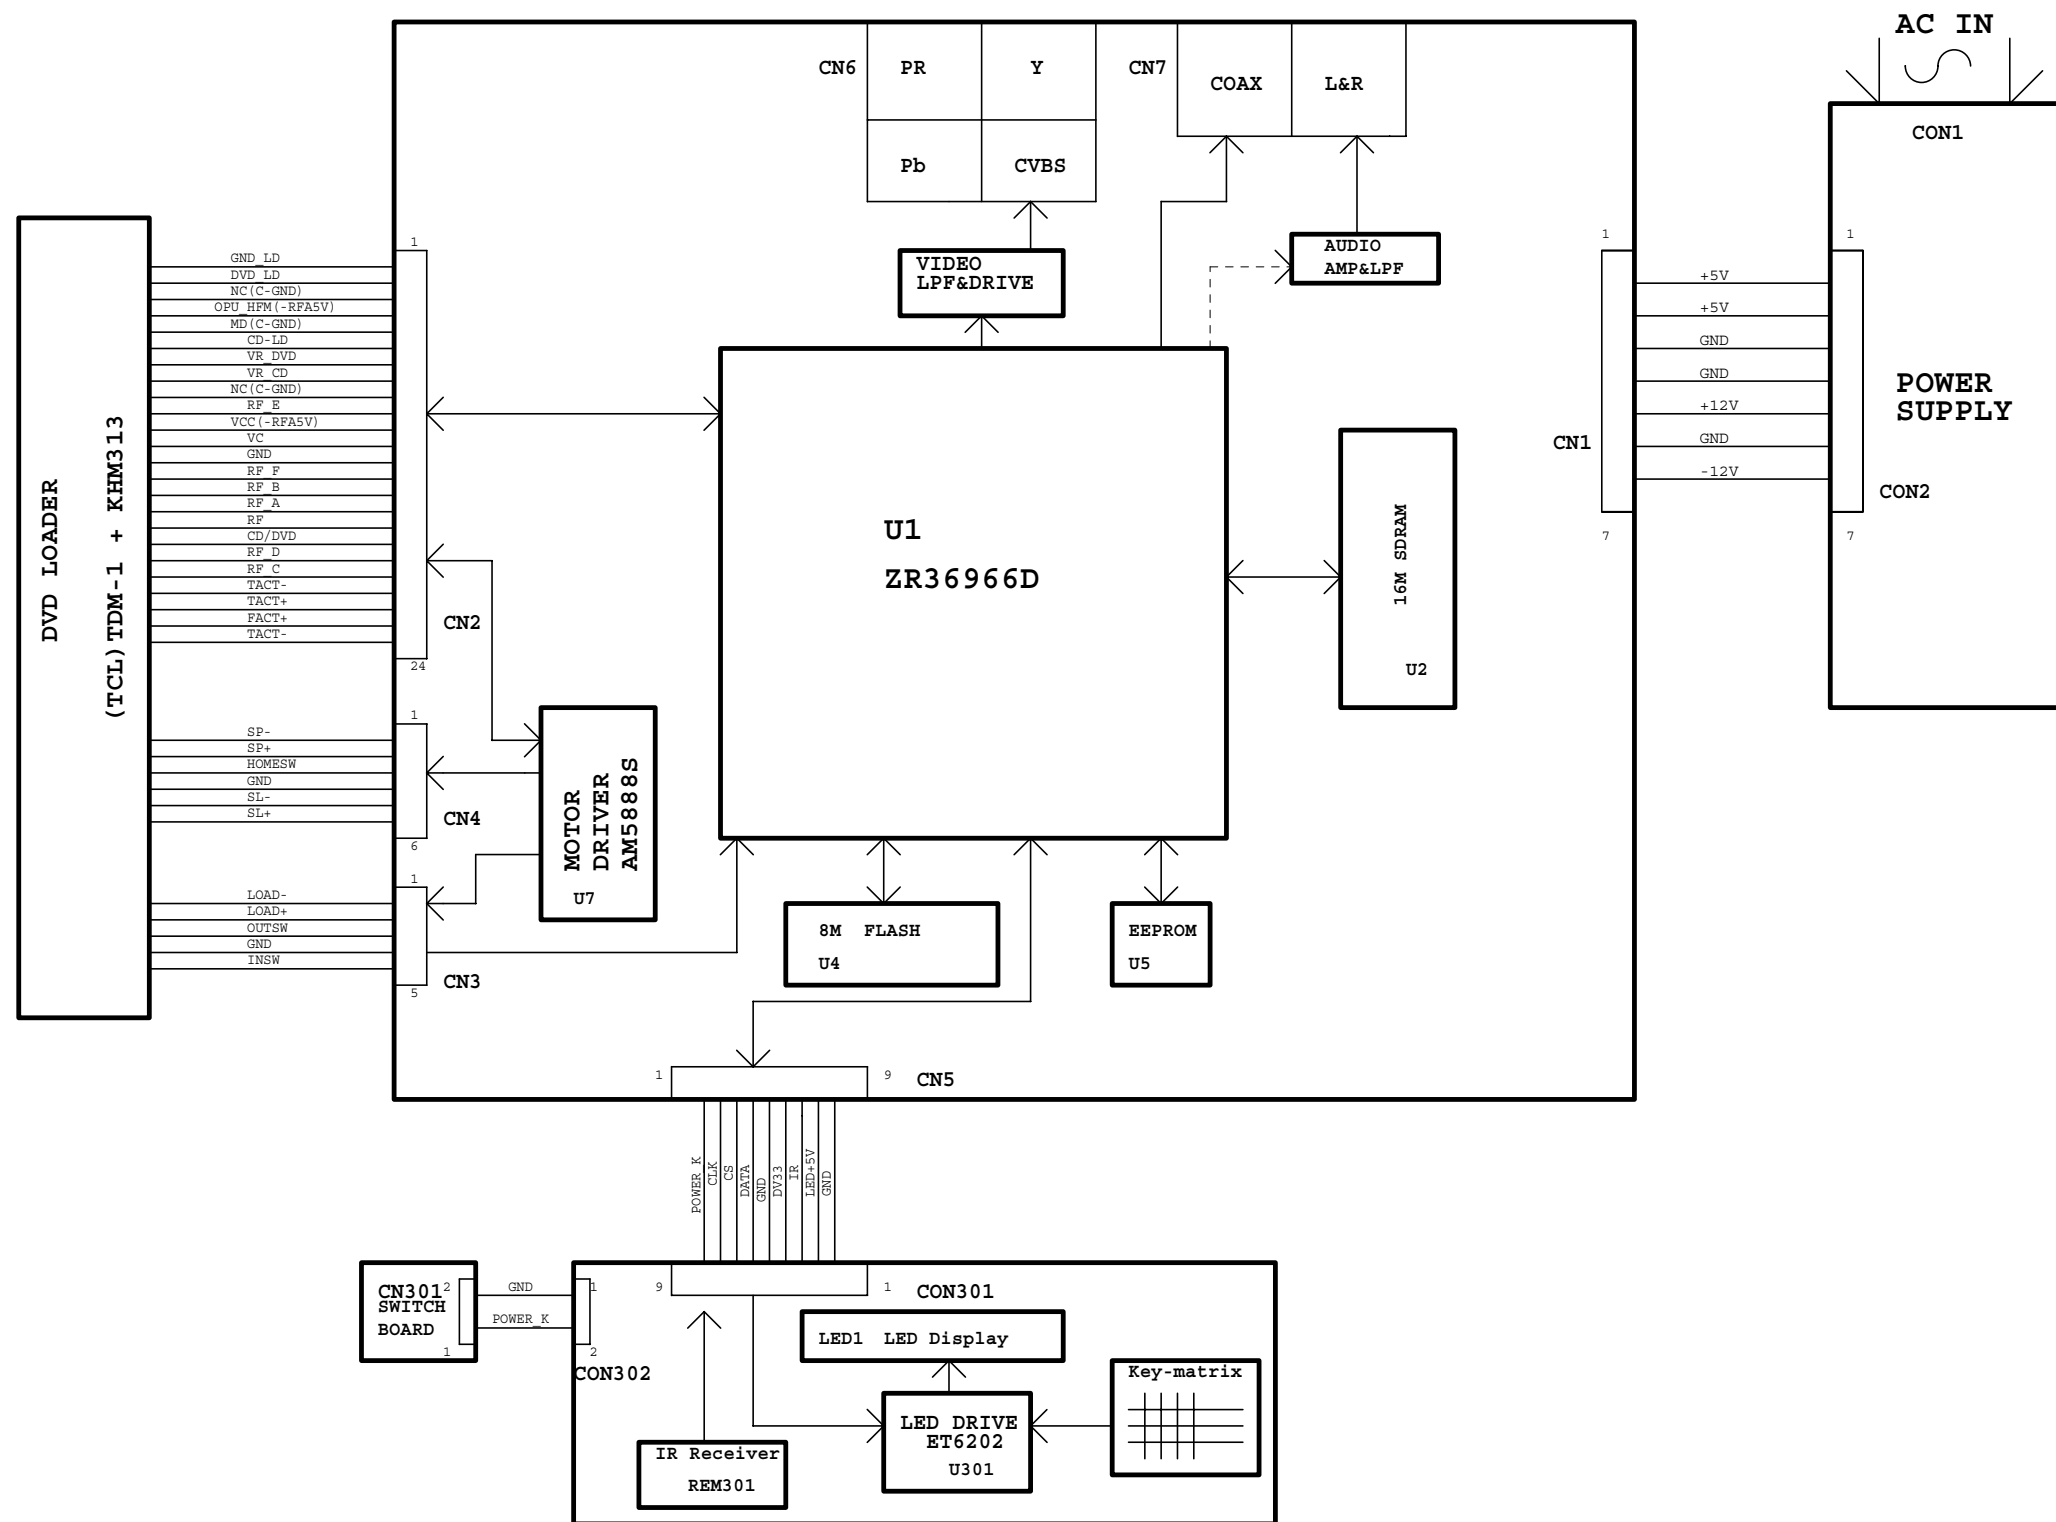 AC IN
CN6
PR
Y
Pb
CVBS
CN7
COAX
L&R
CON1
VIDEO
LPF&DRIVE
AUDIO
AMP&LPF
DVD LOADER
(TCL)TDM-1 + KHM313
1
GND_LD
DVD_LD
NC(C-GND)
OPU_HFM(-RFA5V)
MD(C-GND)
CD-LD
VR_DVD
VR_CD
NC(C-GND)
RF_E
VCC(-RFA5V)
VC
GND
RF_F
RF_B
RF_A
RF
CD/DVD
RF_D
RF_C
TACT-
TACT+
FACT+
TACT-
CN2
24
1
SP-
SP+
HOMESW
GND
SL-
SL+
CN4
6
1
LOAD-
LOAD+
OUTSW
GND
INSW
CN3
5
MOTOR
DRIVER
AM5888S
U7
U1
ZR36966D
16M SDRAM
U2
8M FLASH
U4
EEPROM
U5
1
1
+5V
+5V
GND
GND
+12V
GND
-12V
CN1
7
CON2
7
POWER
SUPPLY
1
9
CN5
POWER_K
CLK
CS
DATA
GND
DV33
IR
LED+5V
GND
CN301
2
SWITCH
BOARD
1
GND
POWER_K
1
2
CON302
9
1
CON301
LED1 LED Display
Key-matrix
LED DRIVE
ET6202
U301
IR Receiver
REM301